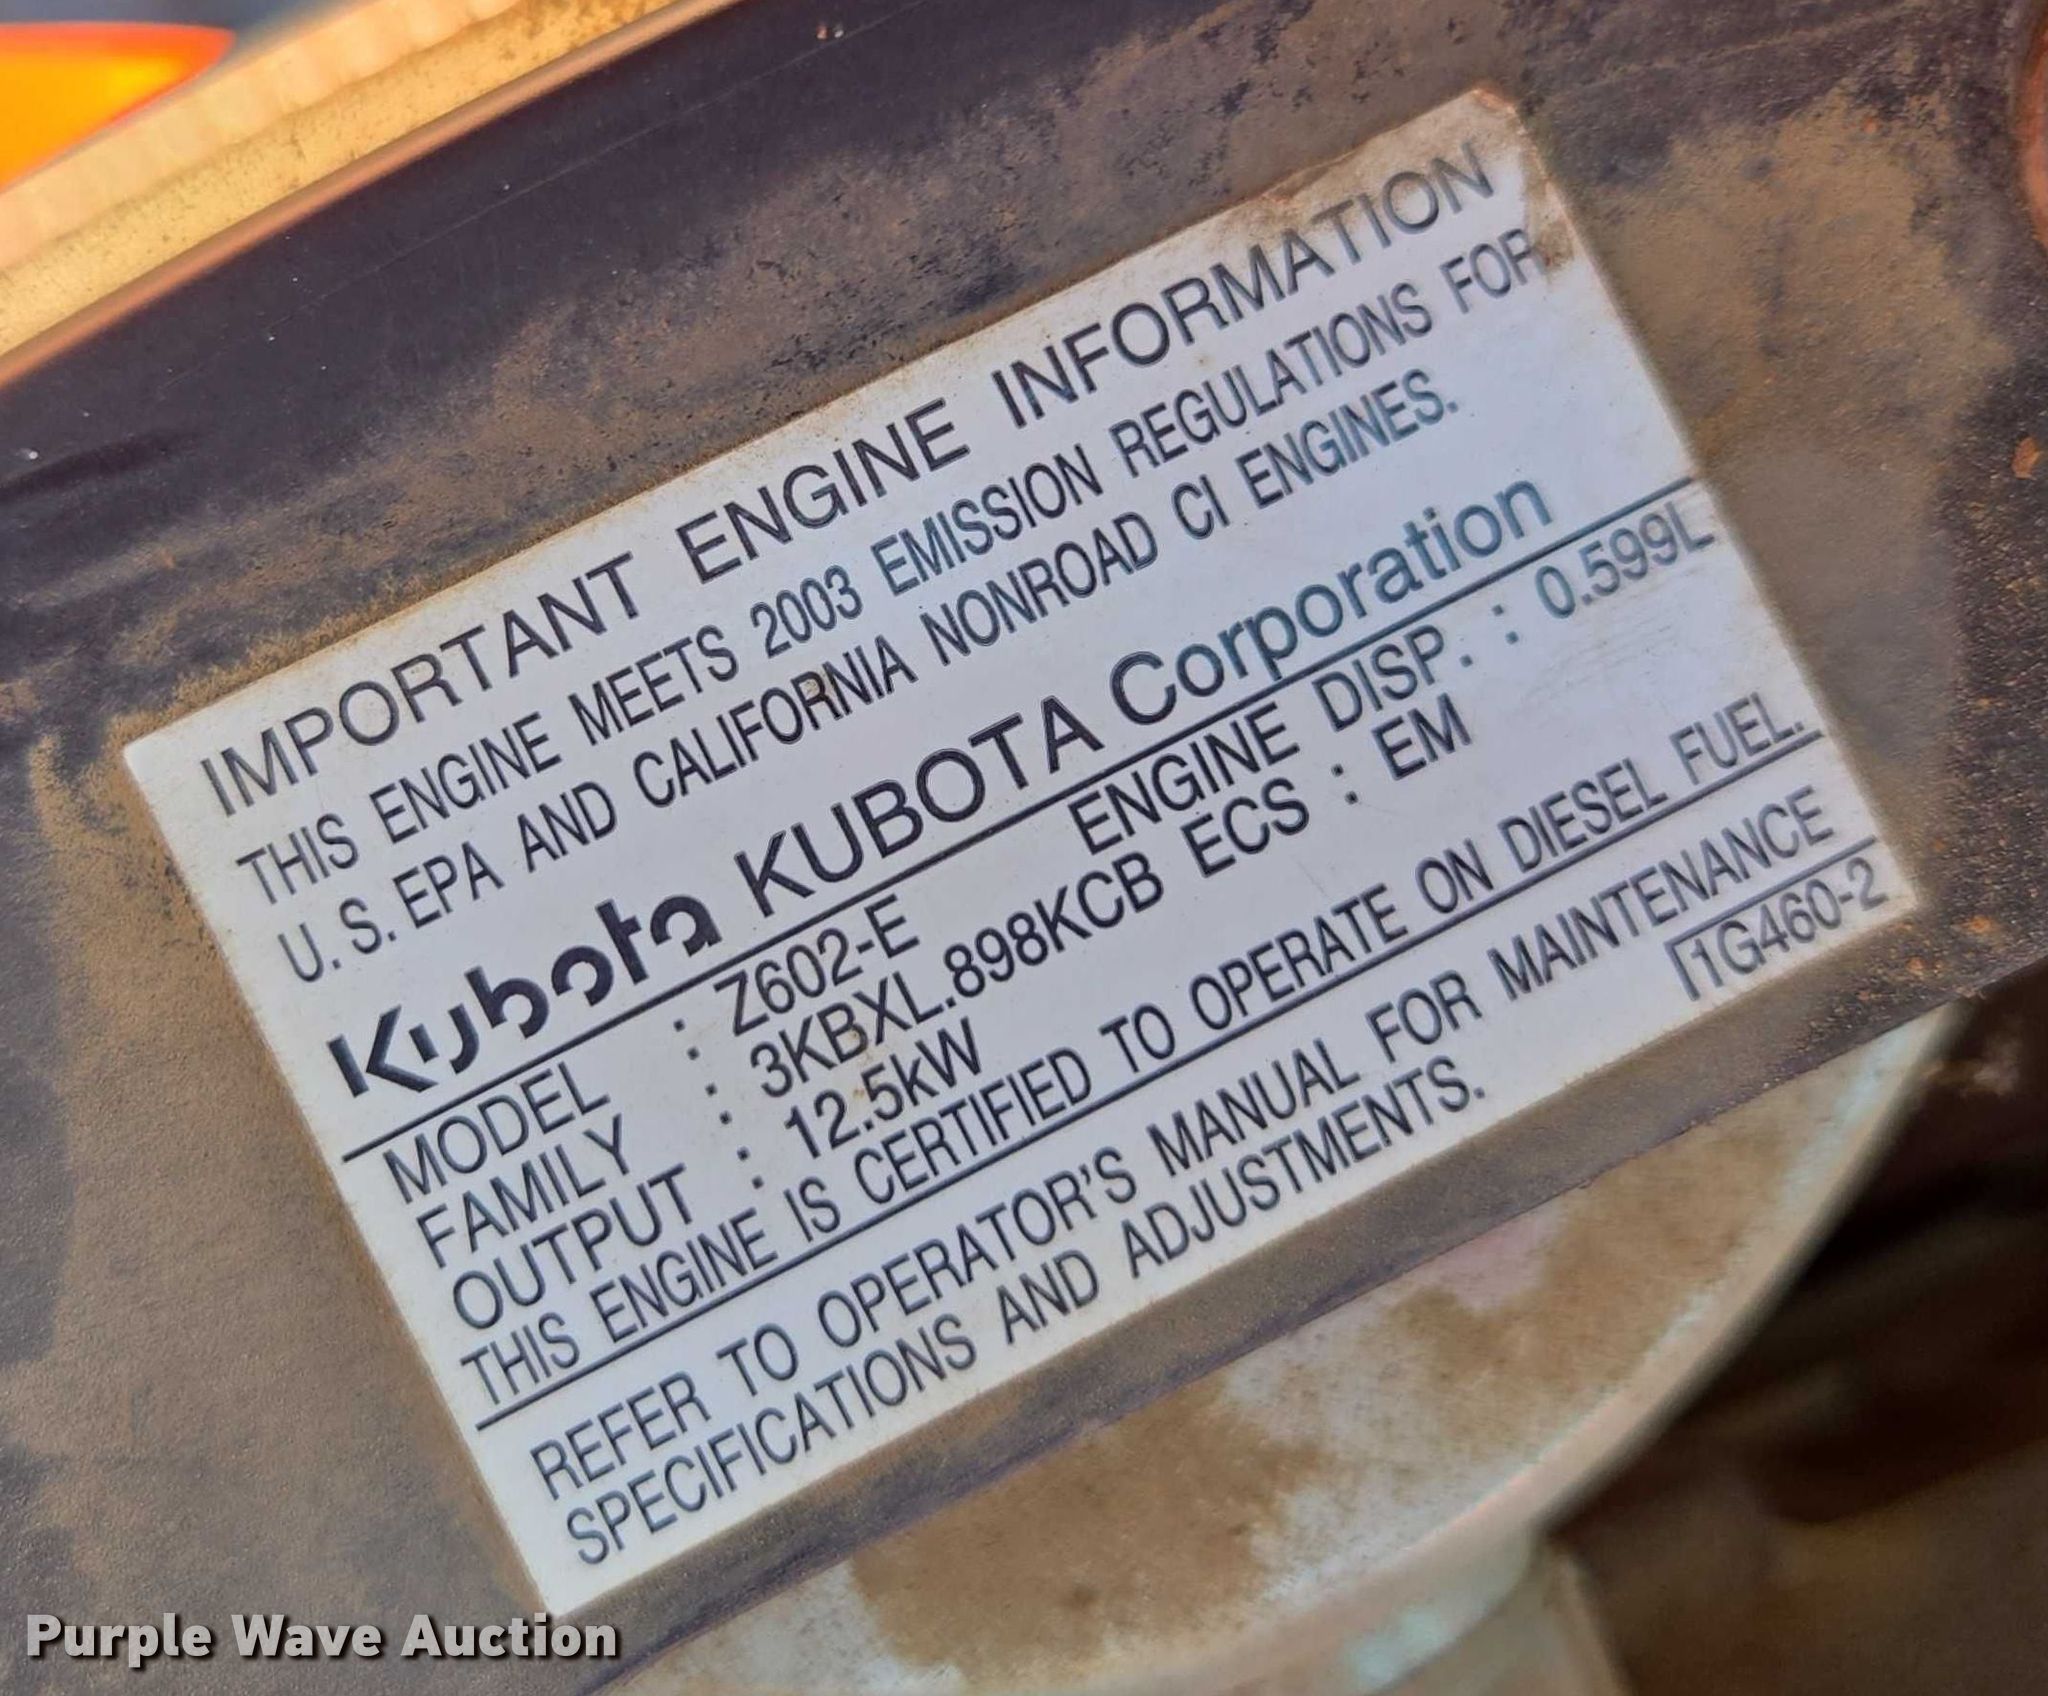 IMPORTANT ENGINE INFORMATION
THIS ENGINE MEETS 2003 EMISSION REGULATIONS FOR
U. S. EPA AND CALIFORNIA NONROAD CI ENGINES.
Kubota KUBOTA Corporation
MODEL : Z602-E ENGINE DISP. : 0.599L
FAMILY : 3KBXL.898KCB ECS : EM
OUTPUT : 12.5kW
THIS ENGINE IS CERTIFIED TO OPERATE ON DIESEL FUEL.
REFER TO OPERATOR'S MANUAL FOR MAINTENANCE
SPECIFICATIONS AND ADJUSTMENTS.
1G460-2
Purple Wave Auction